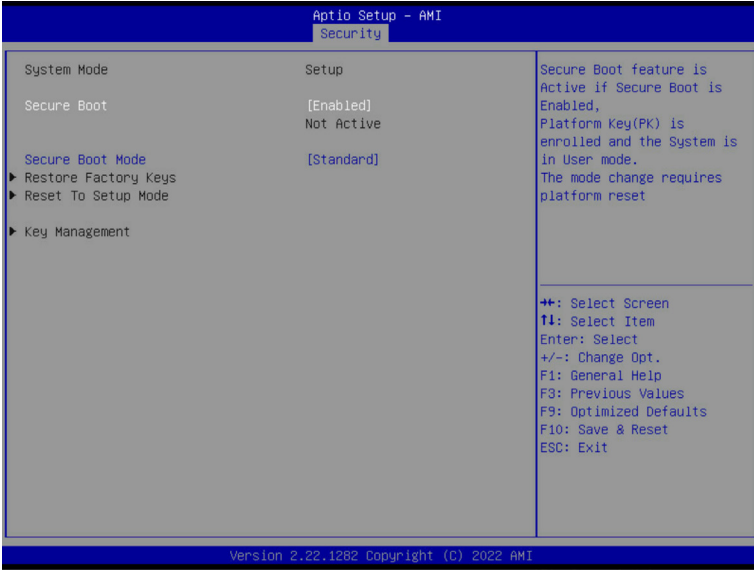 Aptio Setup - AMI
Security
System Mode Setup
Secure Boot [Enabled]
Not Active
Secure Boot Mode [Standard]
▶ Restore Factory Keys
▶ Reset To Setup Mode
▶ Key Management
Secure Boot feature is
Active if Secure Boot is
Enabled,
Platform Key(PK) is
enrolled and the System is
in User mode.
The mode change requires
platform reset
→←: Select Screen
↑↓: Select Item
Enter: Select
+/-: Change Opt.
F1: General Help
F3: Previous Values
F9: Optimized Defaults
F10: Save & Reset
ESC: Exit
Version 2.22.1282 Copyright (C) 2022 AMI